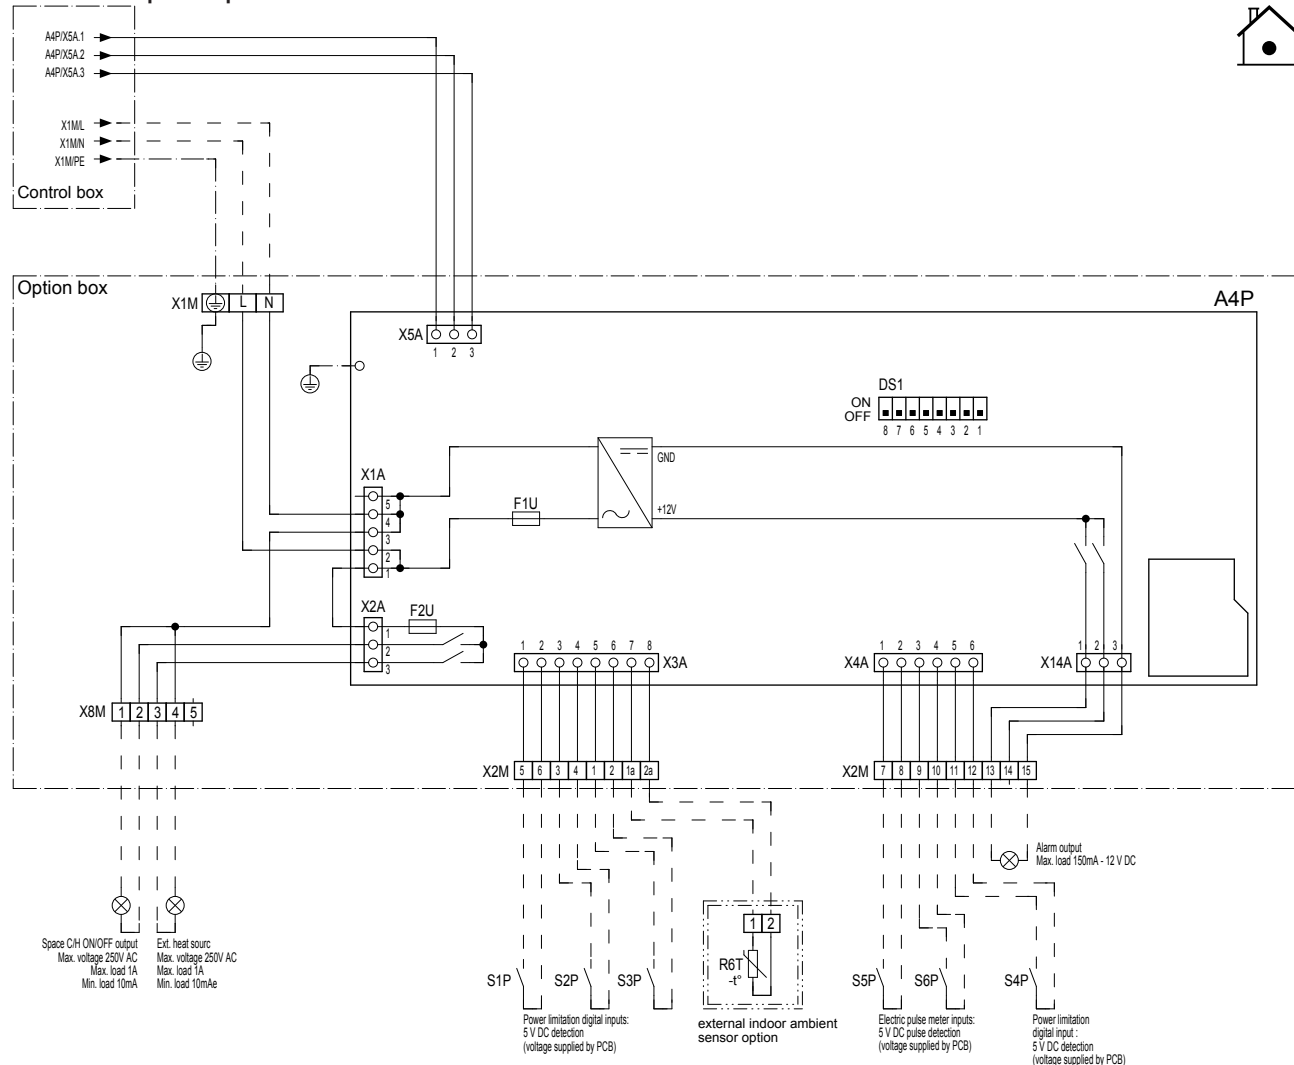 A4P/X5A.1
A4P/X5A.2
A4P/X5A.3
X1M/L
X1M/N
X1M/PE
Control box
Option box
X1M L N
A4P
X5A
1 2 3
DS1
ON
OFF
8 7 6 5 4 3 2 1
GND
X1A
5
4
3
2
1
F1U
+12V
X2A
F2U
1
2
3
1 2 3 4 5 6 7 8
X3A
1 2 3 4 5 6
X4A
1 2 3
X14A
X8M 1 2 3 4 5
X2M 5 6 3 4 1 2 1a 2a
X2M 7 8 9 10 11 12 13 14 15
Alarm output
Max. load 150mA - 12 V DC
Space C/H ON/OFF output
Max. voltage 250V AC
Max. load 1A
Min. load 10mA
Ext. heat sourc
Max. voltage 250V AC
Max. load 1A
Min. load 10mAe
1 2
R6T
-t°
S1P
S2P
S3P
S5P
S6P
S4P
Power limitation digital inputs:
5 V DC detection
(voltage supplied by PCB)
external indoor ambient
sensor option
Electric pulse meter inputs:
5 V DC pulse detection
(voltage supplied by PCB)
Power limitation
digital input :
5 V DC detection
(voltage supplied by PCB)